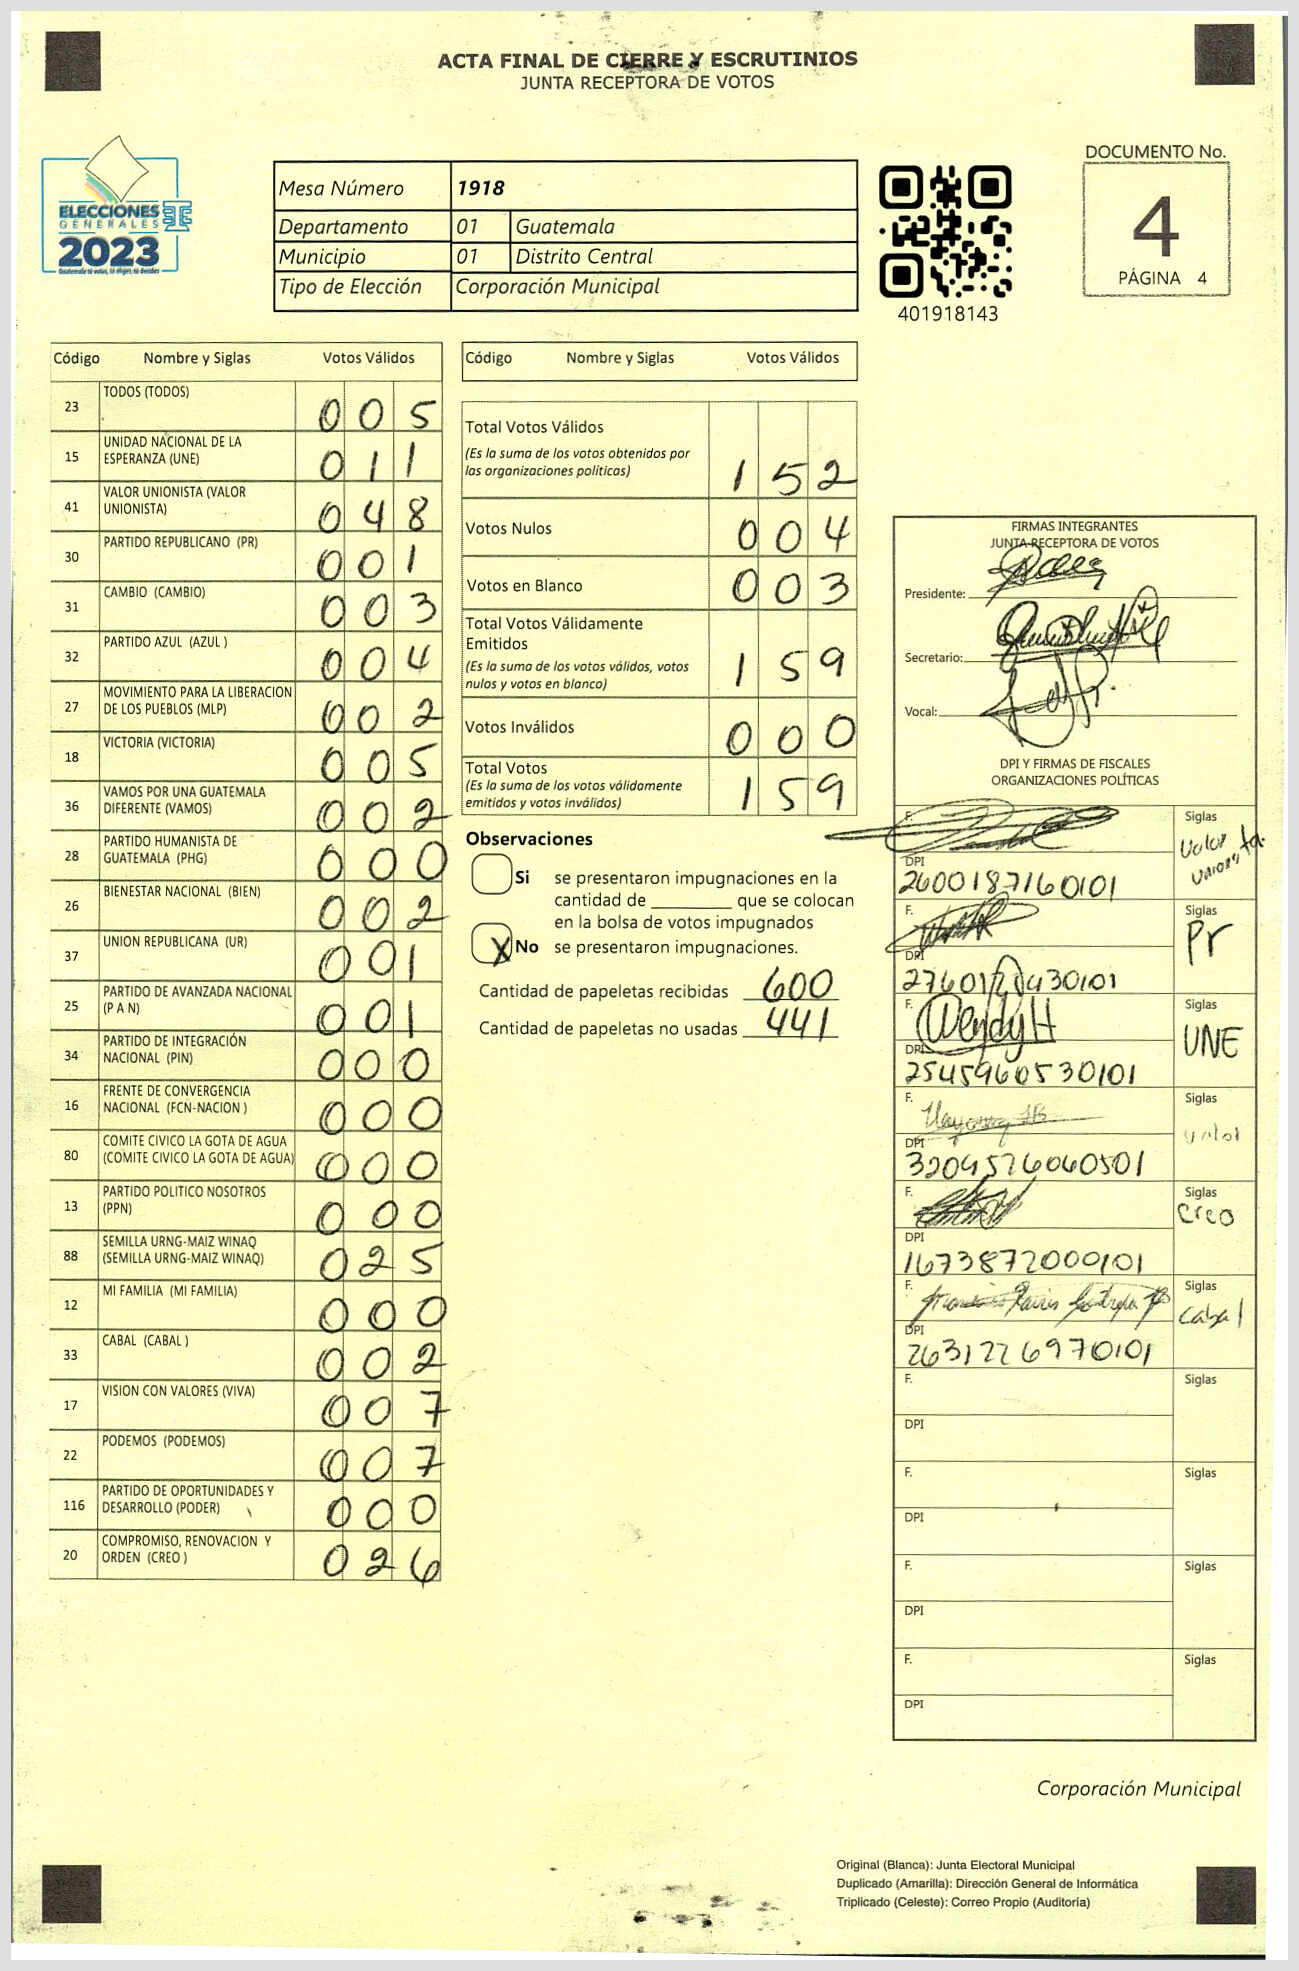 ACTA FINAL DE CIERRE Y ESCRUTINIOS
JUNTA RECEPTORA DE VOTOS
ELECCIONES
GENERALES
2023
Guatemala tú votas, tú eliges, tú decides
Mesa Número 1918
Departamento 01 Guatemala
Municipio 01 Distrito Central
Tipo de Elección Corporación Municipal
401918143
DOCUMENTO No.
4
PÁGINA 4
Código Nombre y Siglas Votos Válidos
23 TODOS (TODOS) 005
15 UNIDAD NACIONAL DE LA
ESPERANZA (UNE) 011
41 VALOR UNIONISTA (VALOR
UNIONISTA) 048
30 PARTIDO REPUBLICANO (PR) 001
31 CAMBIO (CAMBIO) 003
32 PARTIDO AZUL (AZUL ) 004
27 MOVIMIENTO PARA LA LIBERACION
DE LOS PUEBLOS (MLP) 002
18 VICTORIA (VICTORIA) 005
36 VAMOS POR UNA GUATEMALA
DIFERENTE (VAMOS) 002
28 PARTIDO HUMANISTA DE
GUATEMALA (PHG) 000
26 BIENESTAR NACIONAL (BIEN) 002
37 UNION REPUBLICANA (UR) 001
25 PARTIDO DE AVANZADA NACIONAL
(P A N) 001
34 PARTIDO DE INTEGRACIÓN
NACIONAL (PIN) 000
16 FRENTE DE CONVERGENCIA
NACIONAL (FCN-NACION ) 000
80 COMITE CIVICO LA GOTA DE AGUA
(COMITE CIVICO LA GOTA DE AGUA) 000
13 PARTIDO POLITICO NOSOTROS
(PPN) 000
88 SEMILLA URNG-MAIZ WINAQ
(SEMILLA URNG-MAIZ WINAQ) 025
12 MI FAMILIA (MI FAMILIA) 000
33 CABAL (CABAL ) 002
17 VISION CON VALORES (VIVA) 007
22 PODEMOS (PODEMOS) 007
116 PARTIDO DE OPORTUNIDADES Y
DESARROLLO (PODER) 000
20 COMPROMISO, RENOVACION Y
ORDEN (CREO ) 026
Código Nombre y Siglas Votos Válidos
Total Votos Válidos
(Es la suma de los votos obtenidos por
las organizaciones políticas) 152
Votos Nulos 004
Votos en Blanco 003
Total Votos Válidamente
Emitidos
(Es la suma de los votos válidos, votos
nulos y votos en blanco) 159
Votos Inválidos 000
Total Votos
(Es la suma de los votos válidamente
emitidos y votos inválidos) 159
Observaciones
Si se presentaron impugnaciones en la
cantidad de ________ que se colocan
en la bolsa de votos impugnados
X No se presentaron impugnaciones.
Cantidad de papeletas recibidas 600
Cantidad de papeletas no usadas 441
FIRMAS INTEGRANTES
JUNTA RECEPTORA DE VOTOS
Presidente:
Secretario:
Vocal:
DPI Y FIRMAS DE FISCALES
ORGANIZACIONES POLÍTICAS
F. Siglas
Valor
Unionista
DPI
2600187160101
F. Siglas
Pr
DPI
F. Wendy H Siglas
UNE
DPI
2545960530101
F. Siglas
valor
DPI
3204576060501
F. Siglas
Creo
DPI
1673872000101
F. Siglas
Cabal
DPI
2631226970101
F. Siglas
DPI
F. Siglas
DPI
F. Siglas
DPI
F. Siglas
DPI
Corporación Municipal
Original (Blanca): Junta Electoral Municipal
Duplicado (Amarilla): Dirección General de Informática
Triplicado (Celeste): Correo Propio (Auditoría)